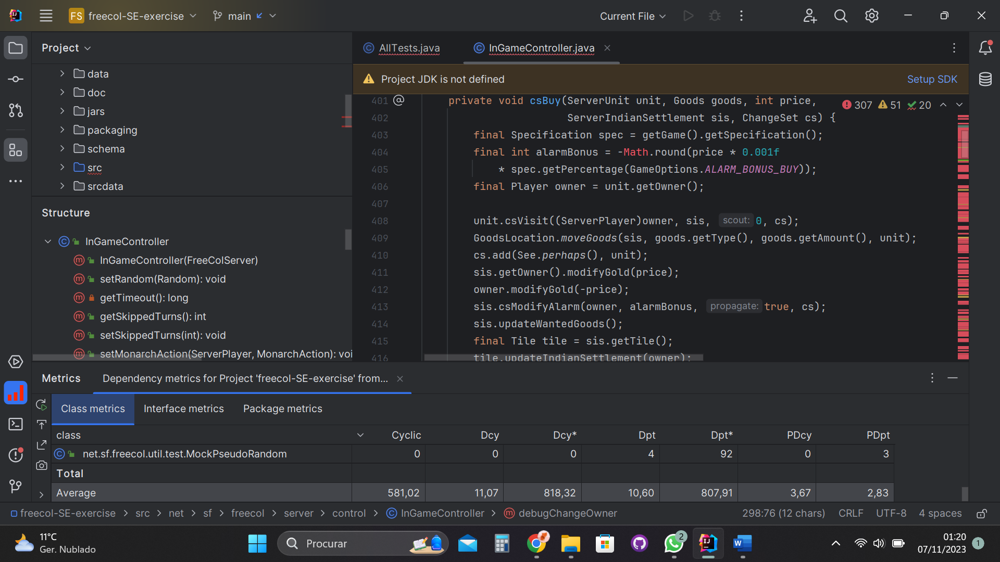 FS freecol-SE-exercise main Current File
Project
data
doc
jars
packaging
schema
src
srcdata
Structure
InGameController
InGameController(FreeColServer)
setRandom(Random): void
getTimeout(): long
getSkippedTurns(): int
setSkippedTurns(int): void
setMonarchAction(ServerPlayer, MonarchAction): voi
AllTests.java InGameController.java
Project JDK is not defined Setup SDK
307 51 20
401 @ private void csBuy(ServerUnit unit, Goods goods, int price,
402 ServerIndianSettlement sis, ChangeSet cs) {
403 final Specification spec = getGame().getSpecification();
404 final int alarmBonus = -Math.round(price * 0.001f
405 * spec.getPercentage(GameOptions.ALARM_BONUS_BUY));
406 final Player owner = unit.getOwner();
407
408 unit.csVisit((ServerPlayer)owner, sis, scout: 0, cs);
409 GoodsLocation.moveGoods(sis, goods.getType(), goods.getAmount(), unit);
410 cs.add(See.perhaps(), unit);
411 sis.getOwner().modifyGold(price);
412 owner.modifyGold(-price);
413 sis.csModifyAlarm(owner, alarmBonus, propagate: true, cs);
414 sis.updateWantedGoods();
415 final Tile tile = sis.getTile();
416 tile.updateIndianSettlement(owner);
Metrics Dependency metrics for Project 'freecol-SE-exercise' from...
Class metrics Interface metrics Package metrics
class Cyclic Dcy Dcy* Dpt Dpt* PDcy PDpt
net.sf.freecol.util.test.MockPseudoRandom 0 0 0 4 92 0 3
Total
Average 581,02 11,07 818,32 10,60 807,91 3,67 2,83
freecol-SE-exercise > src > net > sf > freecol > server > control > InGameController > debugChangeOwner 298:76 (12 chars) CRLF UTF-8 4 spaces
11°C
Ger. Nublado
Procurar
2
01:20
07/11/2023
1